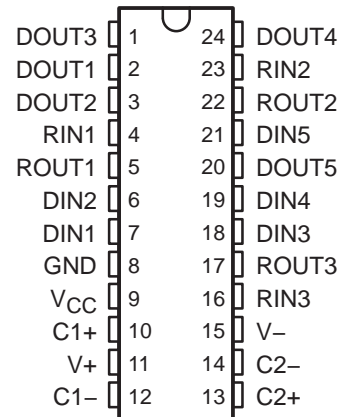 DOUT3 1 24 DOUT4
DOUT1 2 23 RIN2
DOUT2 3 22 ROUT2
RIN1 4 21 DIN5
ROUT1 5 20 DOUT5
DIN2 6 19 DIN4
DIN1 7 18 DIN3
GND 8 17 ROUT3
VCC 9 16 RIN3
C1+ 10 15 V−
V+ 11 14 C2−
C1− 12 13 C2+